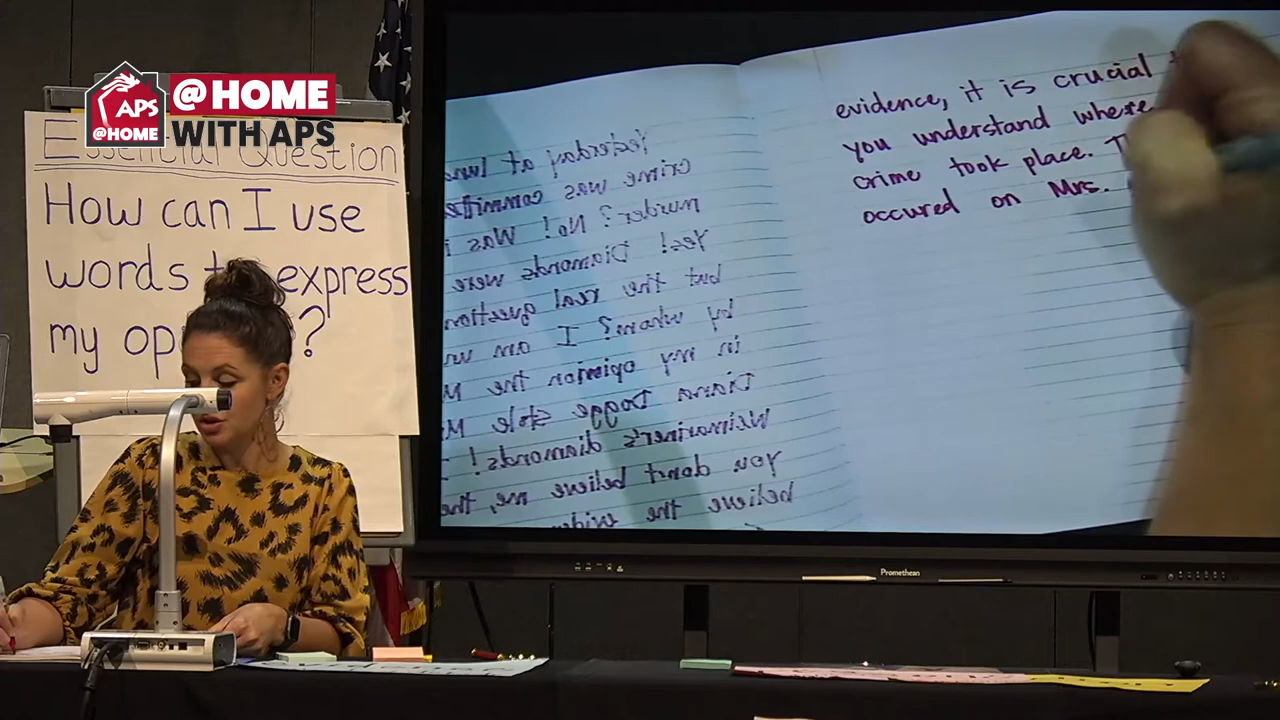 APS
@HOME
@HOME
WITH APS
Essential Question
How can I use
words to express
my op ?
Yesterday at
crime was
murder? No! Was
Yes! Diamonds were
but the real question
by whom? I am
in my opinion the
Diana Dogge stole
Weimariner's diamonds!
you don't believe me,
believe the
evidence, it is crucial
you understand where
crime took place.
occured on Mrs.
Promethean